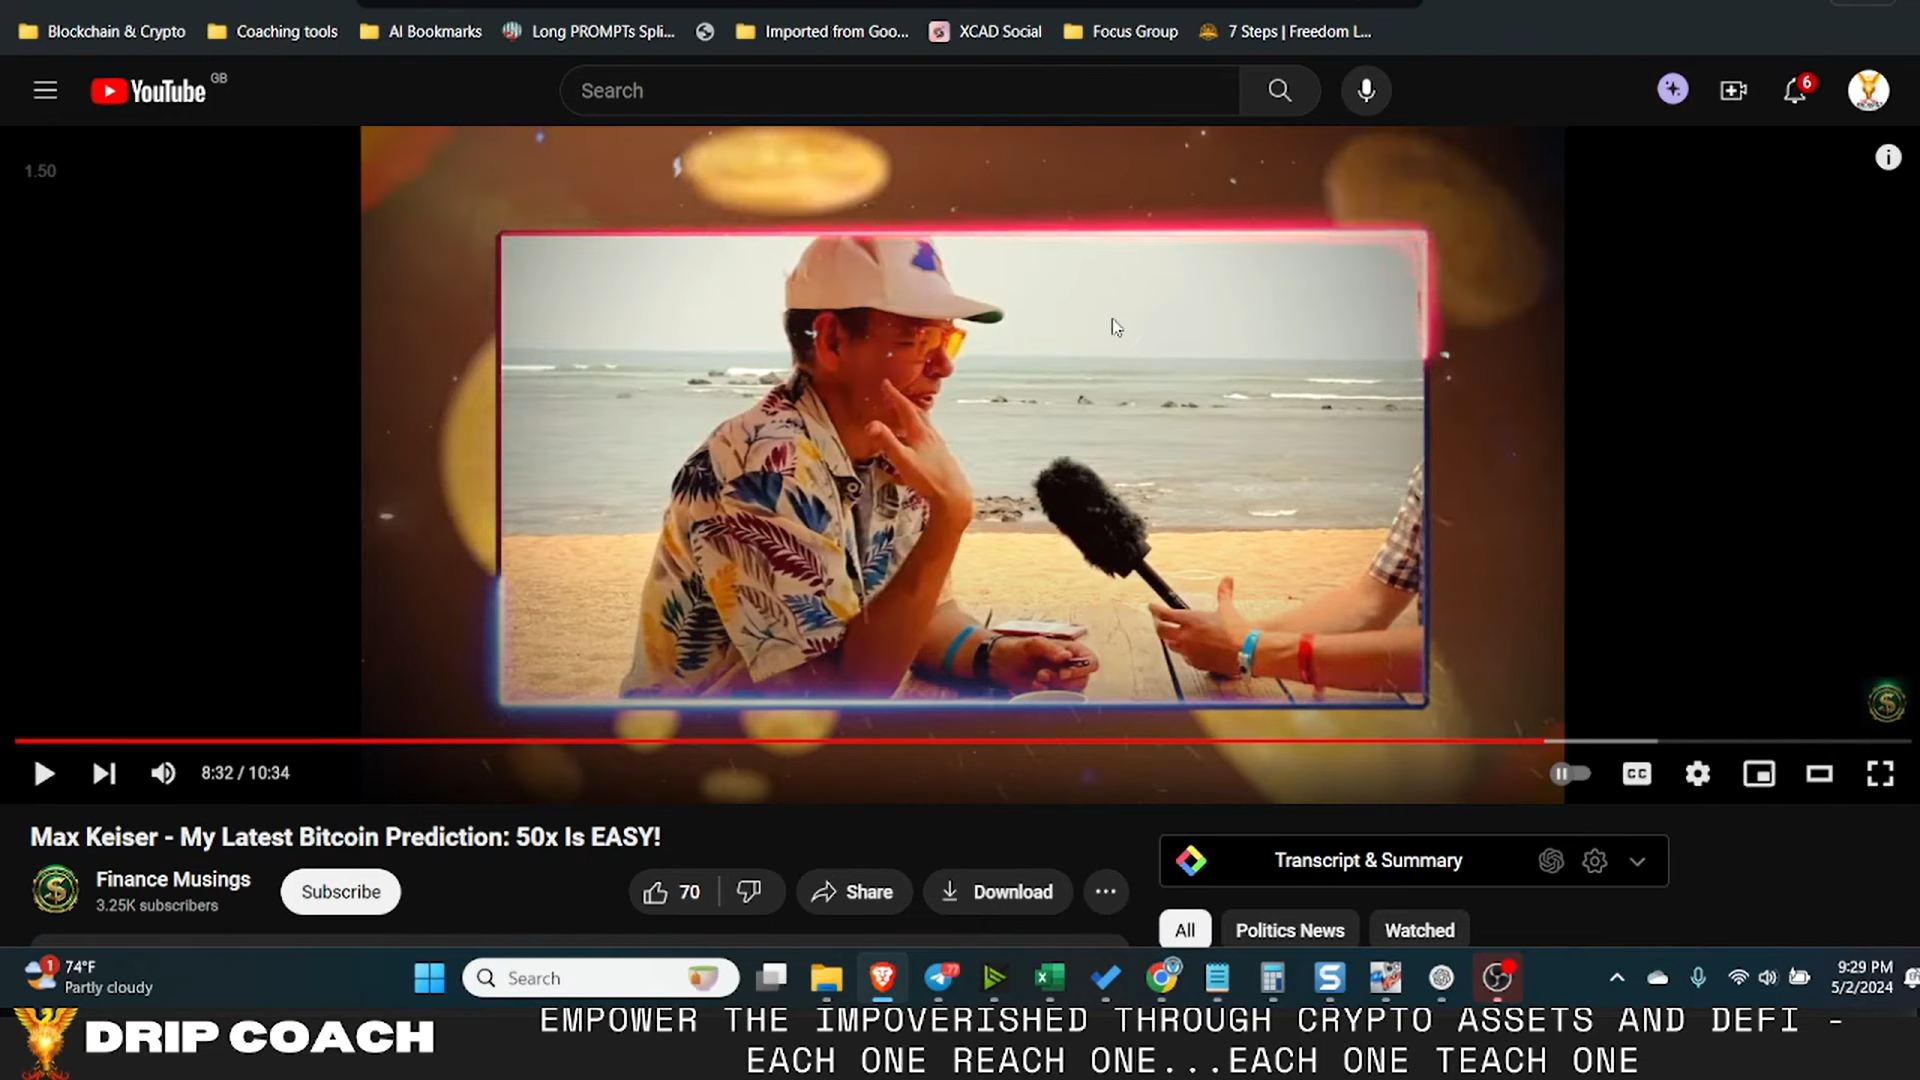 Blockchain & Crypto Coaching tools AI Bookmarks Long PROMPTs Spli... Imported from Goo... XCAD Social Focus Group 7 Steps | Freedom L...
YouTube GB Search 6
1.50
8:32 / 10:34 CC
Max Keiser - My Latest Bitcoin Prediction: 50x Is EASY!
Finance Musings
3.25K subscribers
Subscribe
70 Share Download
Transcript & Summary
All Politics News Watched
1 74°F
Partly cloudy
Search
77
9:29 PM
5/2/2024
DRIP COACH
EMPOWER THE IMPOVERISHED THROUGH CRYPTO ASSETS AND DEFI -
EACH ONE REACH ONE...EACH ONE TEACH ONE